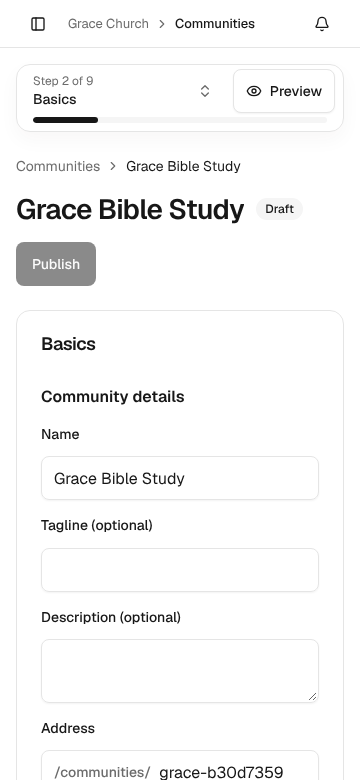 Grace Church > Communities
Step 2 of 9
Basics
Preview
Communities > Grace Bible Study
Grace Bible Study Draft
Publish
Basics
Community details
Name
Grace Bible Study
Tagline (optional)
Description (optional)
Address
/communities/ grace-b30d7359